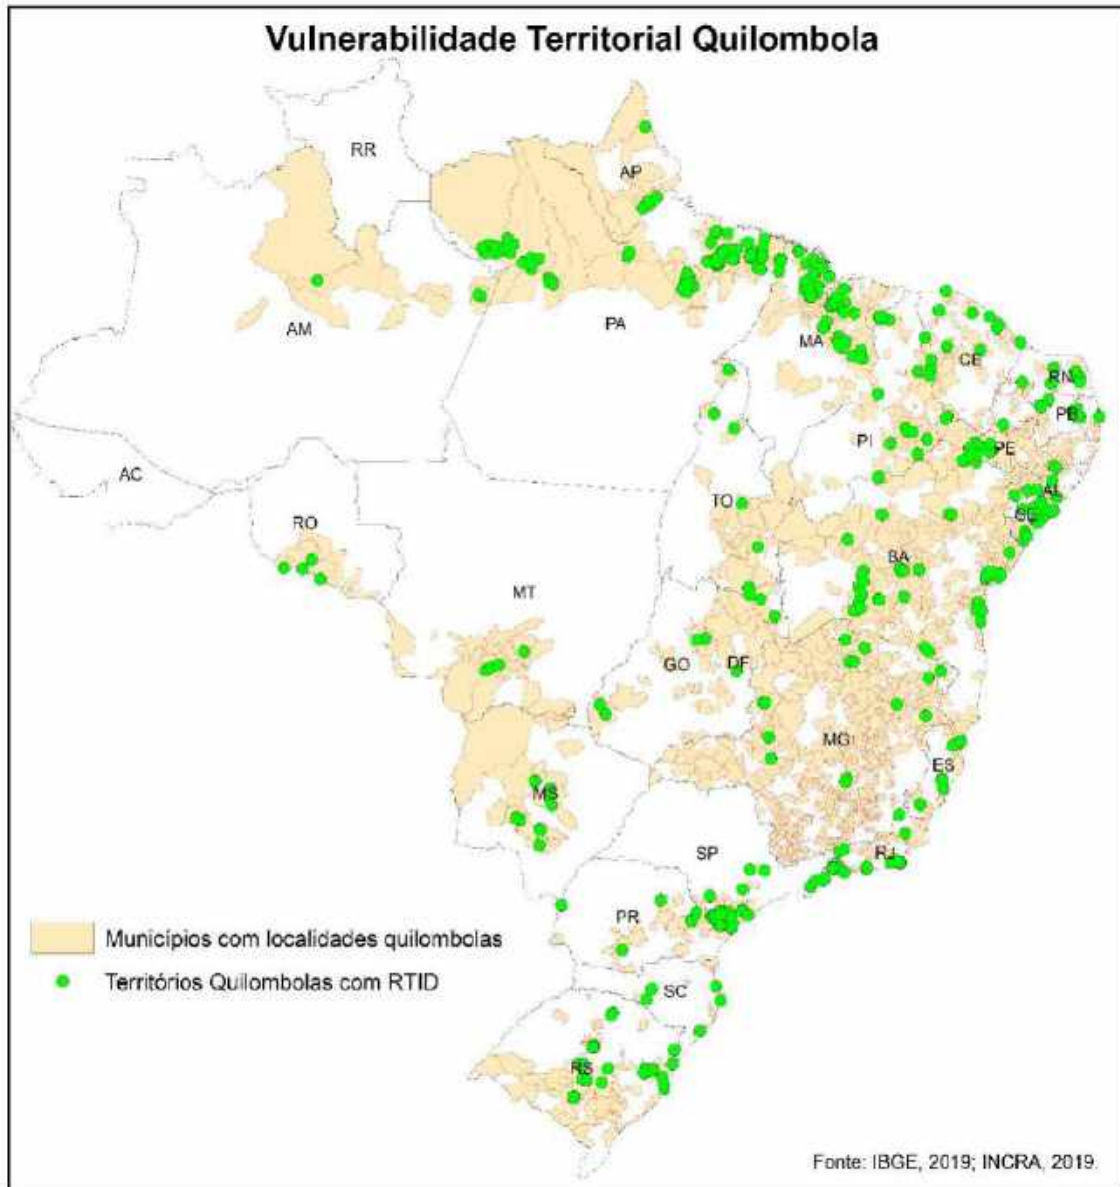 Vulnerabilidade Territorial Quilombola
RR
AP
AM
PA
MA
CE
RN
PB
PI
PE
AC
TO
AL
SE
RO
BA
MT
GO
DF
MG
ES
MS
SP
RJ
PR
Municípios com localidades quilombolas
Territórios Quilombolas com RTID
SC
RS
Fonte: IBGE, 2019; INCRA, 2019.